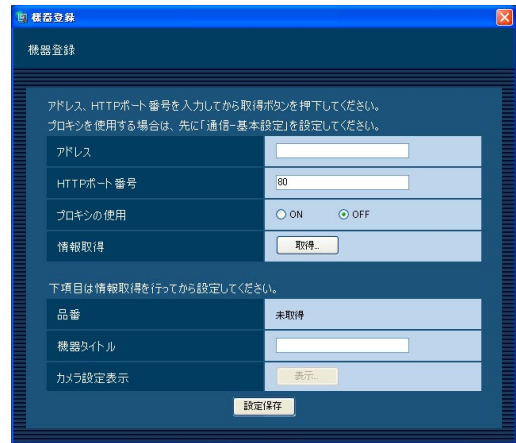 機器登録
機器登録
アドレス、HTTPポート番号を入力してから取得ボタンを押下してください。
プロキシを使用する場合は、先に「通信-基本設定」を設定してください。
アドレス
HTTPポート番号 80
プロキシの使用 ON OFF
情報取得 取得...
下項目は情報取得を行ってから設定してください。
品番 未取得
機器タイトル
カメラ設定表示 表示...
設定保存